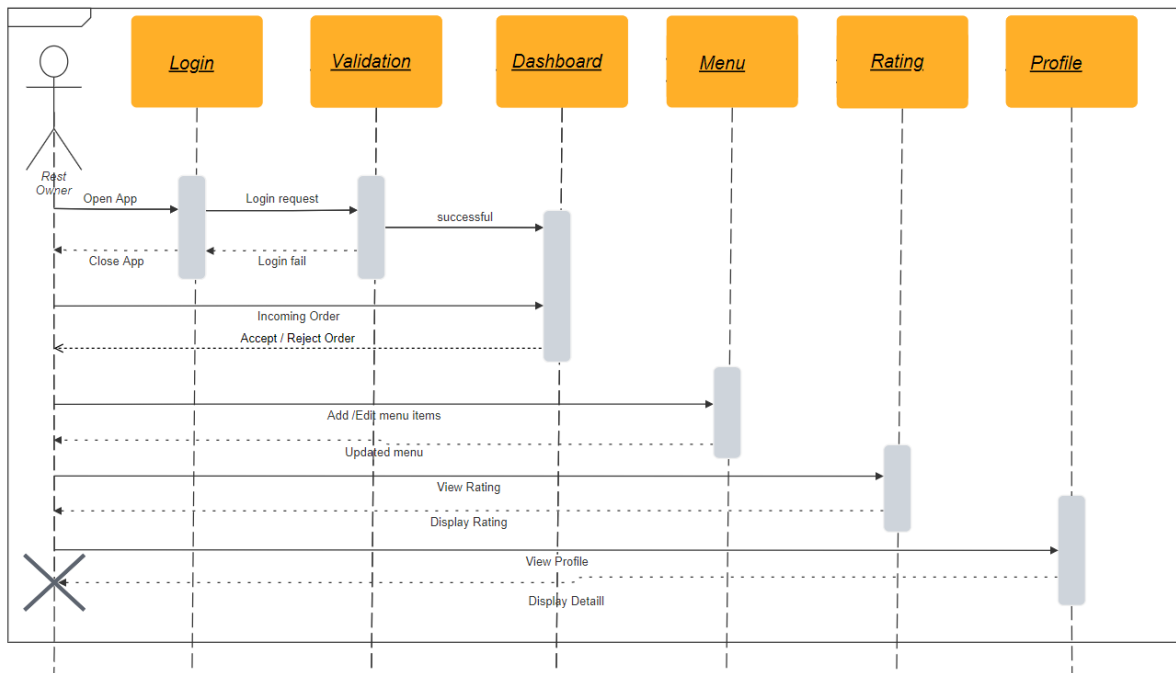 Login
Validation
Dashboard
Menu
Rating
Profile
Rest
Owner
Open App
Login request
successful
Close App
Login fail
Incoming Order
Accept / Reject Order
Add /Edit menu items
Updated menu
View Rating
Display Rating
View Profile
Display Detaill